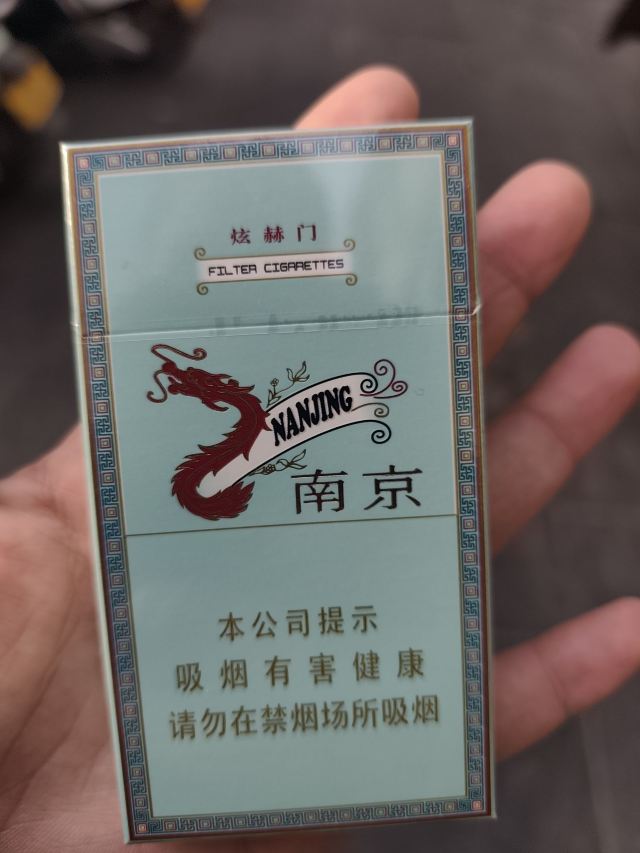 炫赫门
FILTER CIGARETTES
NANJING
南京
本公司提示
吸烟有害健康
请勿在禁烟场所吸烟